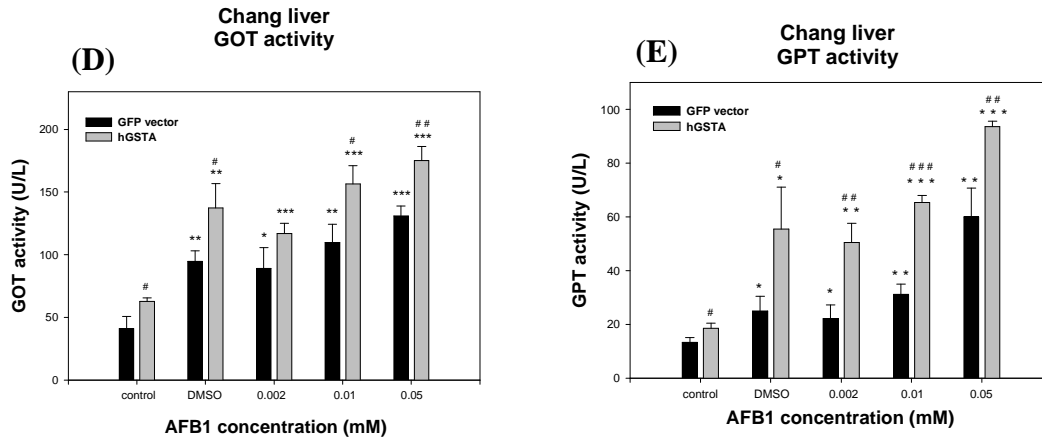 Chang liver
GOT activity
(D)
GFP vector
hGSTA
GOT activity (U/L)
200
150
100
50
0
#
**
#
**
*
***
**
#
***
***
# #
***
control
DMSO
0.002
0.01
0.05
AFB1 concentration (mM)
Chang liver
GPT activity
(E)
GFP vector
hGSTA
GPT activity (U/L)
100
80
60
40
20
0
#
*
#
*
*
# #
* *
* *
# # #
* * *
* *
# #
* * *
control
DMSO
0.002
0.01
0.05
AFB1 concentration (mM)